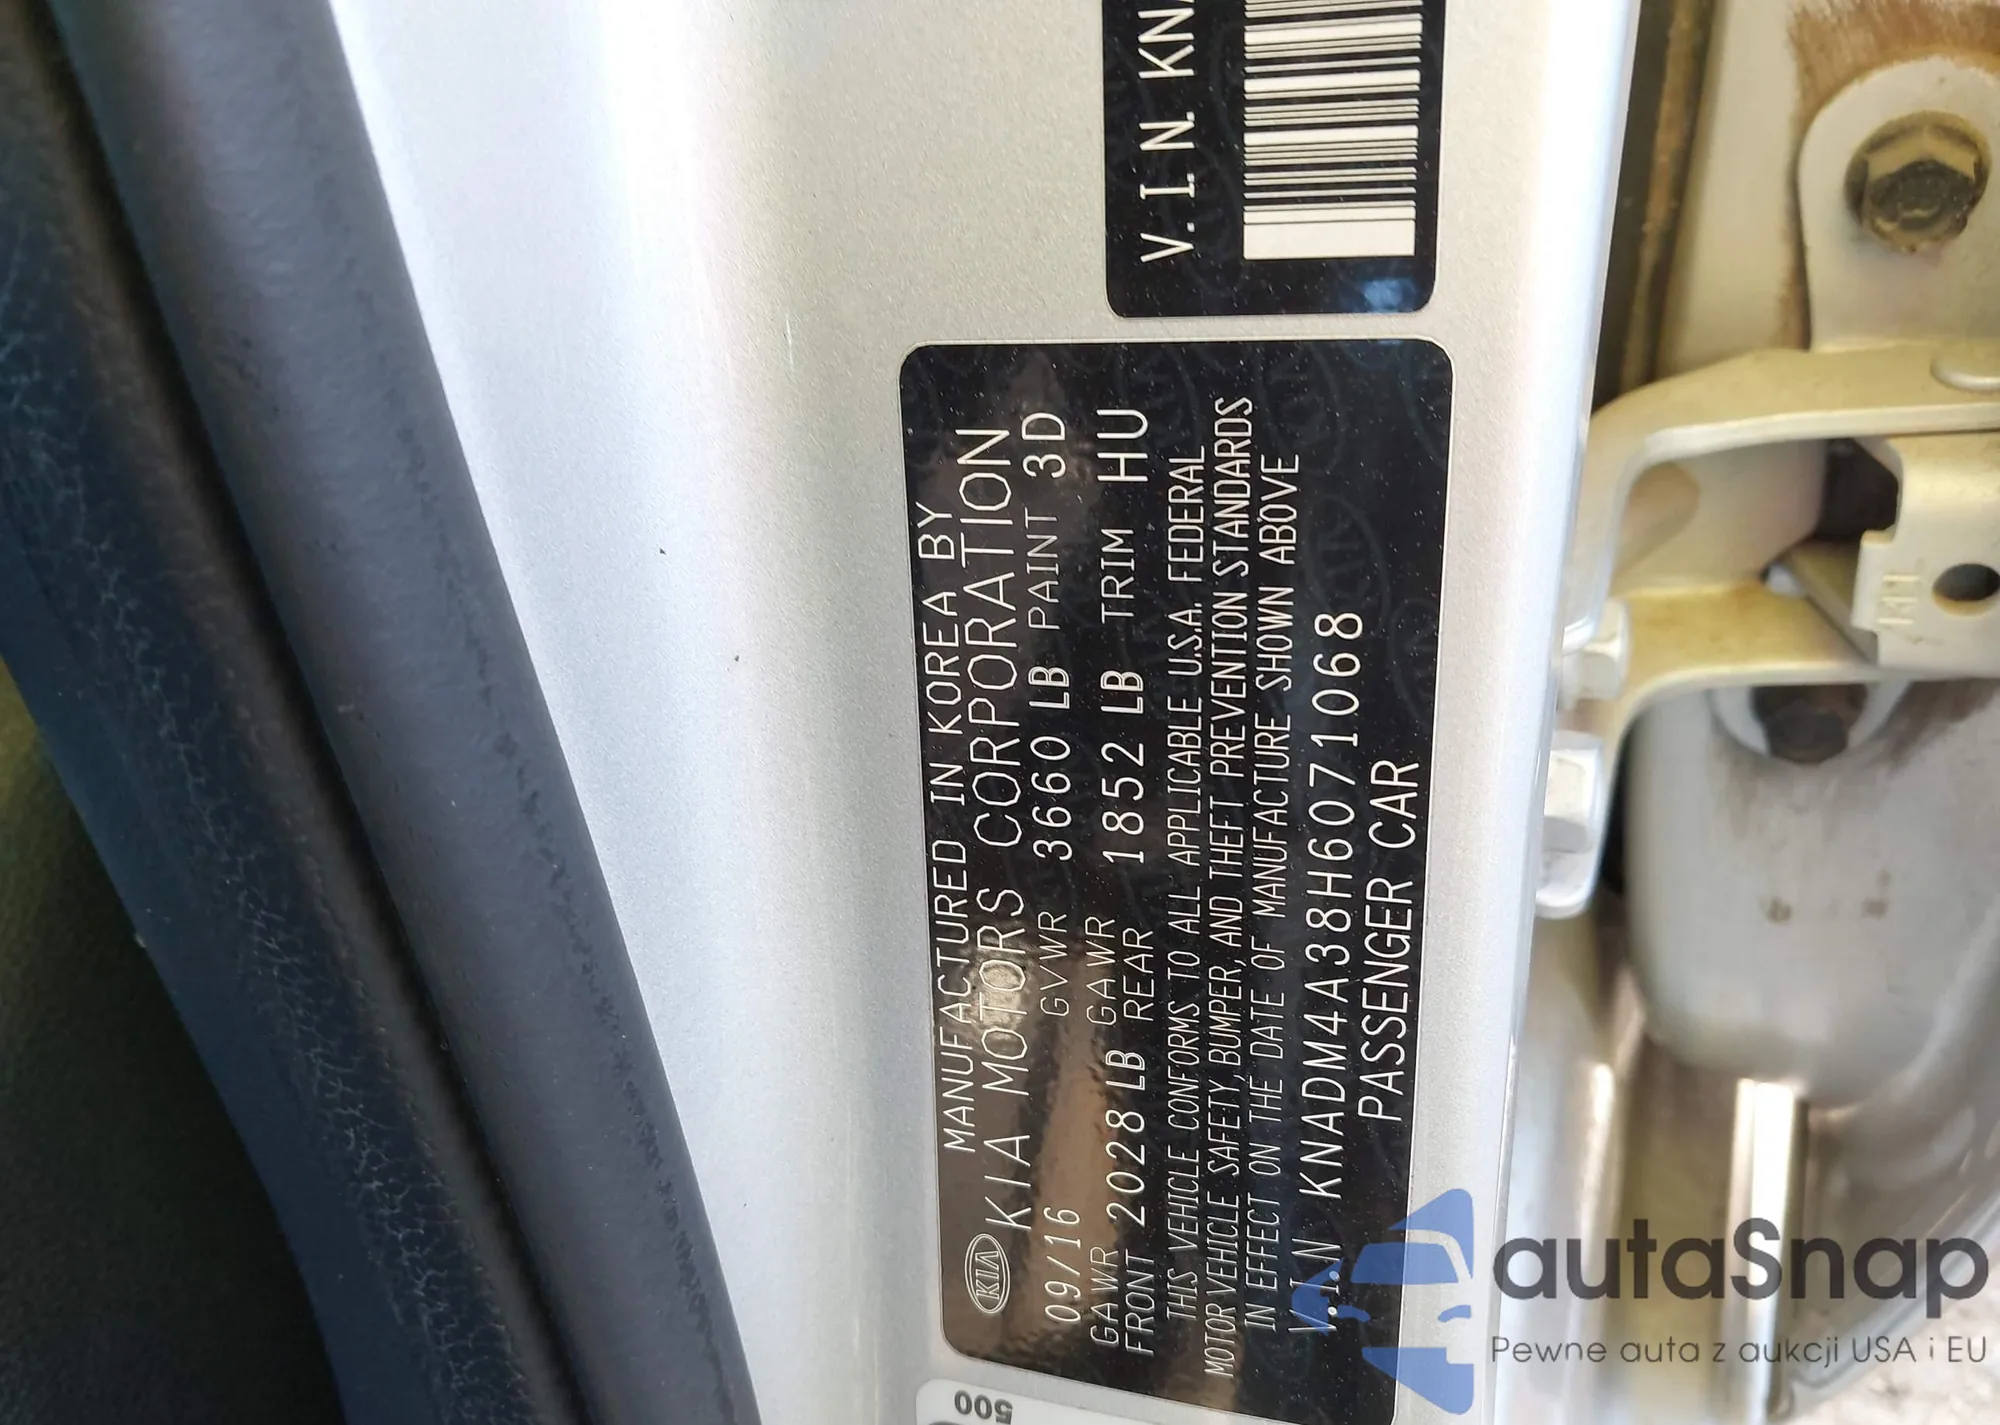 V.I.N. KNA
MANUFACTURED IN KOREA BY
KIA KIA MOTORS CORPORATION
09/16 GVWR 3660 LB PAINT 3D
GAWR FRONT 2028 LB GAWR REAR 1852 LB TRIM HU
THIS VEHICLE CONFORMS TO ALL APPLICABLE U.S.A. FEDERAL
MOTOR VEHICLE SAFETY, BUMPER, AND THEFT PREVENTION STANDARDS
IN EFFECT ON THE DATE OF MANUFACTURE SHOWN ABOVE
V.I.N KNADM4A38H6071068
PASSENGER CAR
500
autaSnap
Pewne auta z aukcji USA i EU